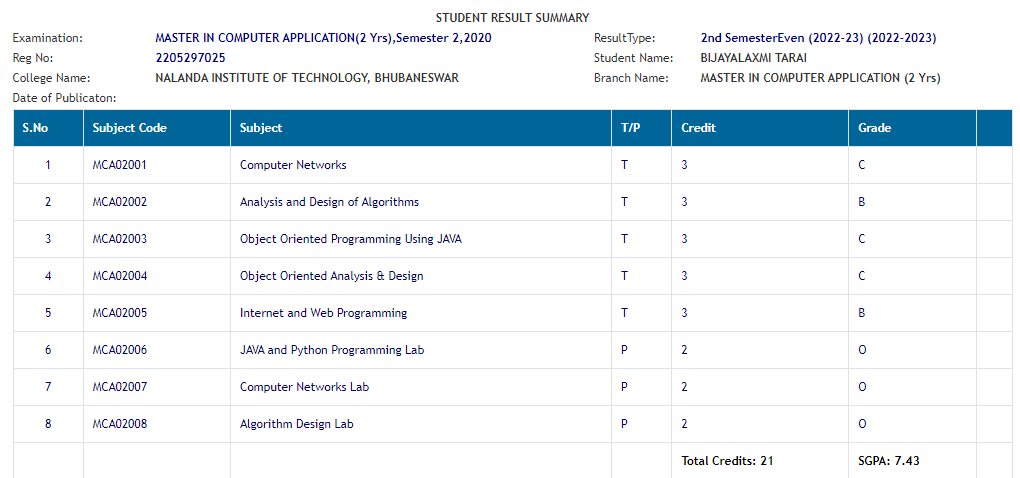 STUDENT RESULT SUMMARY
Examination: MASTER IN COMPUTER APPLICATION(2 Yrs),Semester 2,2020 ResultType: 2nd SemesterEven (2022-23) (2022-2023)
Reg No: 2205297025 Student Name: BIJAYALAXMI TARAI
College Name: NALANDA INSTITUTE OF TECHNOLOGY, BHUBANESWAR Branch Name: MASTER IN COMPUTER APPLICATION (2 Yrs)
Date of Publicaton:
S.No Subject Code Subject T/P Credit Grade
1 MCA02001 Computer Networks T 3 C
2 MCA02002 Analysis and Design of Algorithms T 3 B
3 MCA02003 Object Oriented Programming Using JAVA T 3 C
4 MCA02004 Object Oriented Analysis & Design T 3 C
5 MCA02005 Internet and Web Programming T 3 B
6 MCA02006 JAVA and Python Programming Lab P 2 O
7 MCA02007 Computer Networks Lab P 2 O
8 MCA02008 Algorithm Design Lab P 2 O
Total Credits: 21 SGPA: 7.43